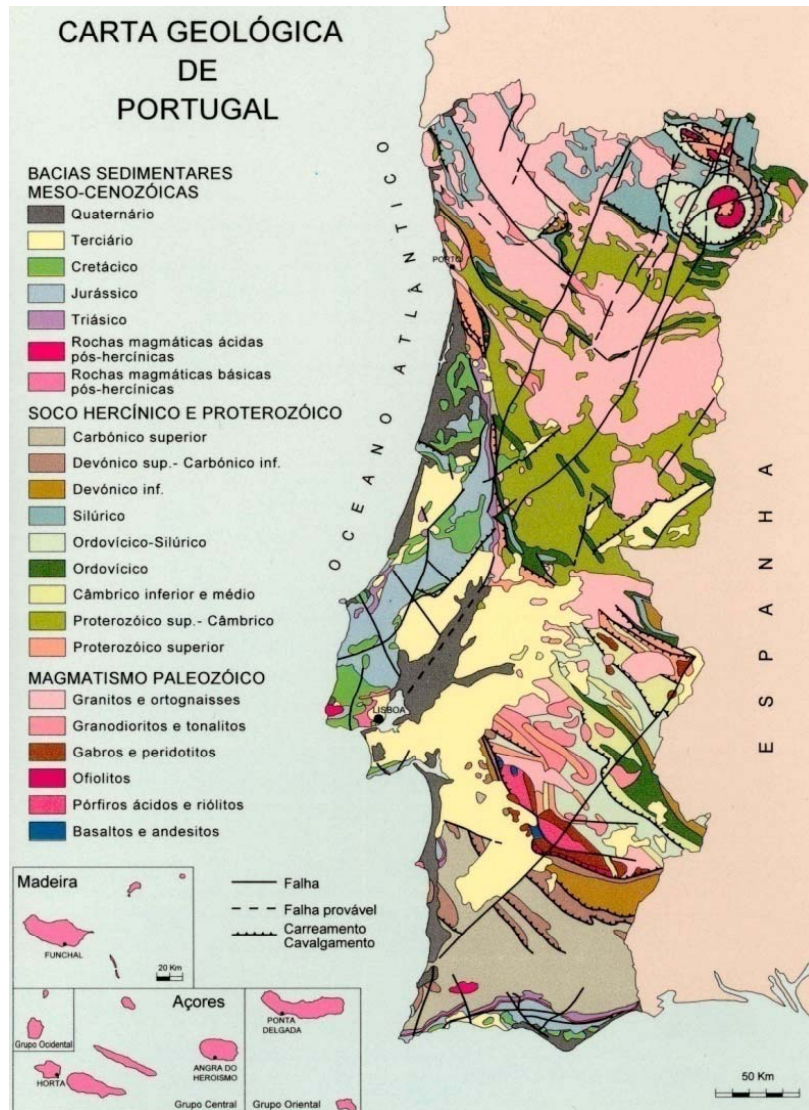 CARTA GEOLÓGICA
DE
PORTUGAL
BACIAS SEDIMENTARES
MESO-CENOZÓICAS
Quaternário
Terciário
Cretácico
Jurássico
Triásico
Rochas magmáticas ácidas
pós-hercínicas
Rochas magmáticas básicas
pós-hercínicas
SOCO HERCÍNICO E PROTEROZÓICO
Carbónico superior
Devónico sup.- Carbónico inf.
Devónico inf.
Silúrico
Ordovícico-Silúrico
Ordovícico
Câmbrico inferior e médio
Proterozóico sup.- Câmbrico
Proterozóico superior
MAGMATISMO PALEOZÓICO
Granitos e ortognaisses
Granodioritos e tonalitos
Gabros e peridotitos
Ofiolitos
Pórfiros ácidos e riólitos
Basaltos e andesitos
OCEANO ATLÂNTICO
PORTO
LISBOA
ESPANHA
Falha
Falha provável
Carreamento
Cavalgamento
Madeira
FUNCHAL
20 Km
Açores
Grupo Ocidental
HORTA
ANGRA DO
HEROISMO
Grupo Central
PONTA
DELGADA
Grupo Oriental
50 Km